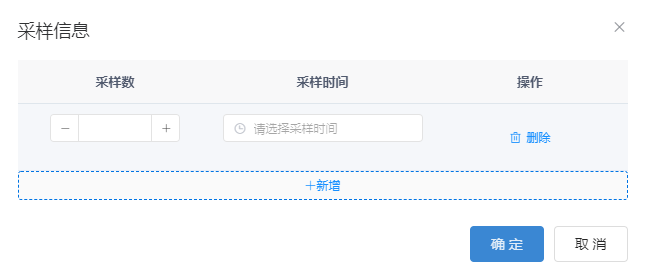 采样信息
采样数 采样时间 操作
请选择采样时间 删除
+新增
确定 取消